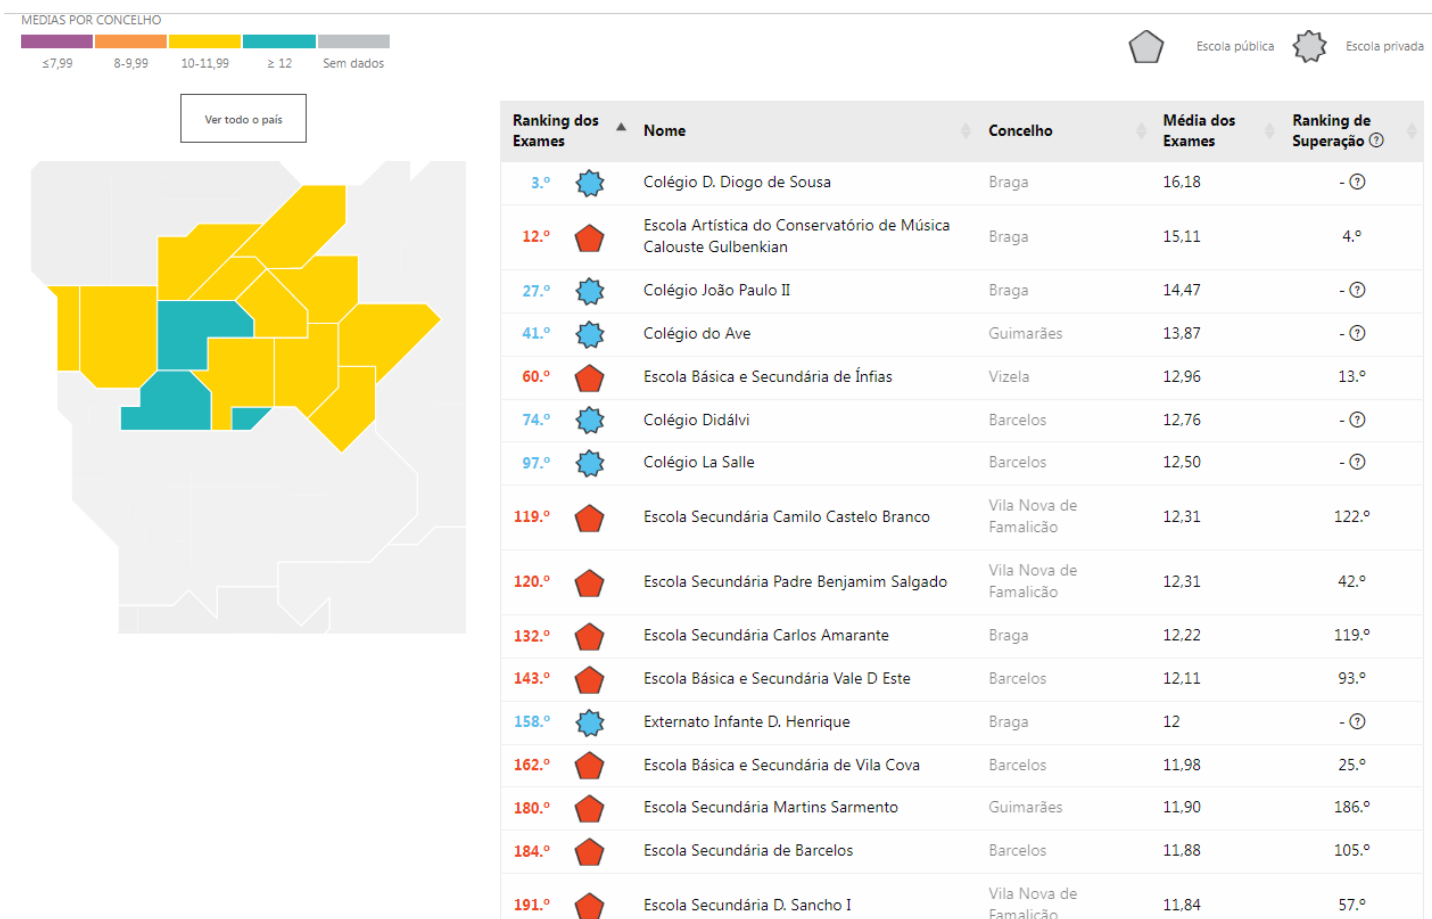 MÉDIAS POR CONCELHO
≤7,99 8-9,99 10-11,99 ≥ 12 Sem dados
Escola pública Escola privada
Ver todo o país
Ranking dos Exames Nome Concelho Média dos Exames Ranking de Superação ?
3.º Colégio D. Diogo de Sousa Braga 16,18 - ?
12.º Escola Artística do Conservatório de Música Calouste Gulbenkian Braga 15,11 4.º
27.º Colégio João Paulo II Braga 14,47 - ?
41.º Colégio do Ave Guimarães 13,87 - ?
60.º Escola Básica e Secundária de Ínfias Vizela 12,96 13.º
74.º Colégio Didálvi Barcelos 12,76 - ?
97.º Colégio La Salle Barcelos 12,50 - ?
119.º Escola Secundária Camilo Castelo Branco Vila Nova de Famalicão 12,31 122.º
120.º Escola Secundária Padre Benjamim Salgado Vila Nova de Famalicão 12,31 42.º
132.º Escola Secundária Carlos Amarante Braga 12,22 119.º
143.º Escola Básica e Secundária Vale D Este Barcelos 12,11 93.º
158.º Externato Infante D. Henrique Braga 12 - ?
162.º Escola Básica e Secundária de Vila Cova Barcelos 11,98 25.º
180.º Escola Secundária Martins Sarmento Guimarães 11,90 186.º
184.º Escola Secundária de Barcelos Barcelos 11,88 105.º
191.º Escola Secundária D. Sancho I Vila Nova de Famalicão 11,84 57.º